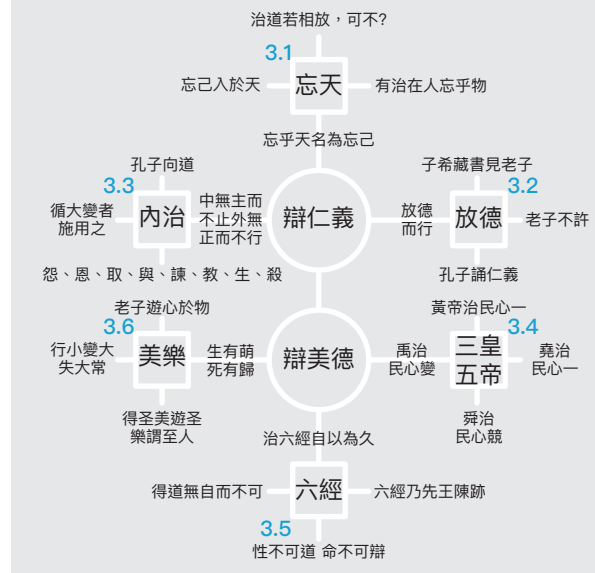 治道若相放，可不?
3.1
忘己入於天
忘天
有治在人忘乎物
忘乎天名為忘己
孔子向道
3.3
循大變者
施用之
內治
中無主而
不止外無
正而不行
怨、恩、取、與、諫、教、生、殺
辯仁義
子希藏書見老子
3.2
放德
而行
放德
老子不許
孔子誦仁義
老子遊心於物
3.6
行小變大
失大常
美樂
生有萌
死有歸
得至美遊至
樂謂至人
辯美德
黃帝治民心一
3.4
禹治
民心變
三皇
五帝
堯治
民心一
舜治
民心競
治六經自以為久
得道無自而不可
六經
六經乃先王陳跡
3.5
性不可道 命不可辯